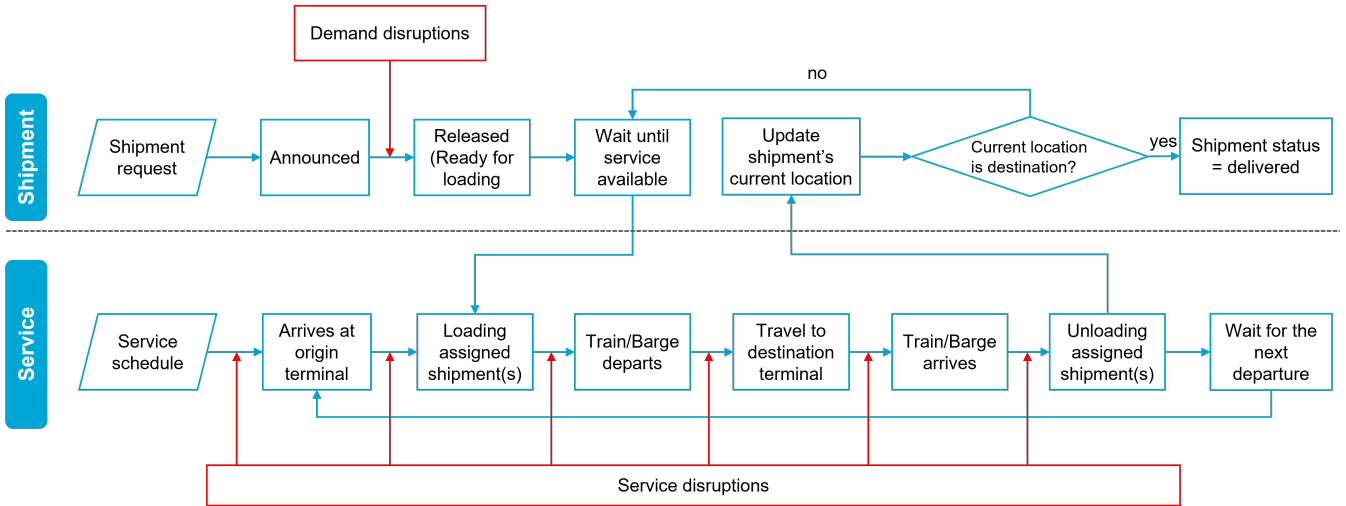 Demand disruptions
no
Shipment
Shipment
request
Announced
Released
(Ready for
loading
Wait until
service
available
Update
shipment's
current location
Current location
is destination?
yes
Shipment status
= delivered
Service
Service
schedule
Arrives at
origin
terminal
Loading
assigned
shipment(s)
Train/Barge
departs
Travel to
destination
terminal
Train/Barge
arrives
Unloading
assigned
shipment(s)
Wait for the
next
departure
Service disruptions